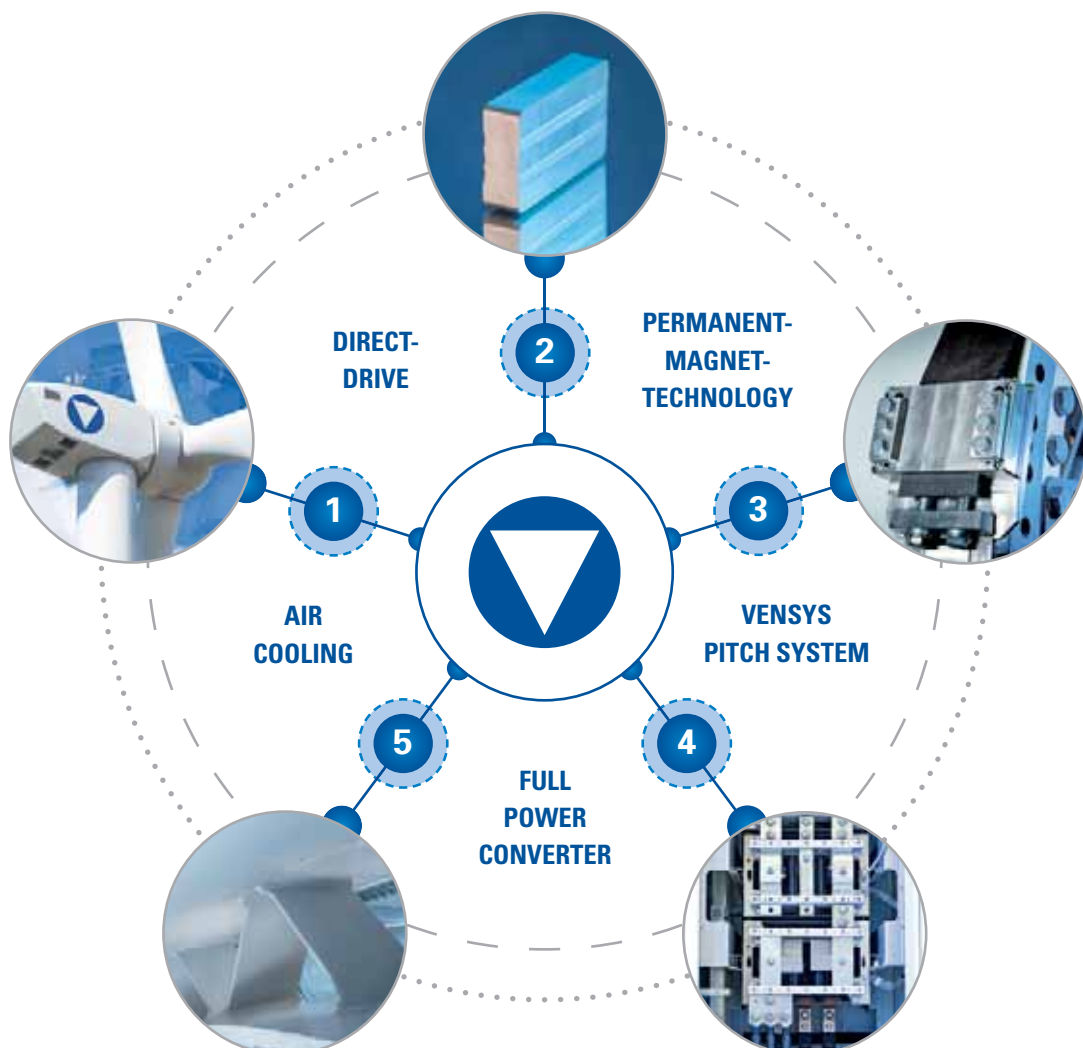 DIRECT-
DRIVE
2
PERMANENT-
MAGNET-
TECHNOLOGY
1
3
AIR
COOLING
VENSYS
PITCH SYSTEM
5
4
FULL
POWER
CONVERTER